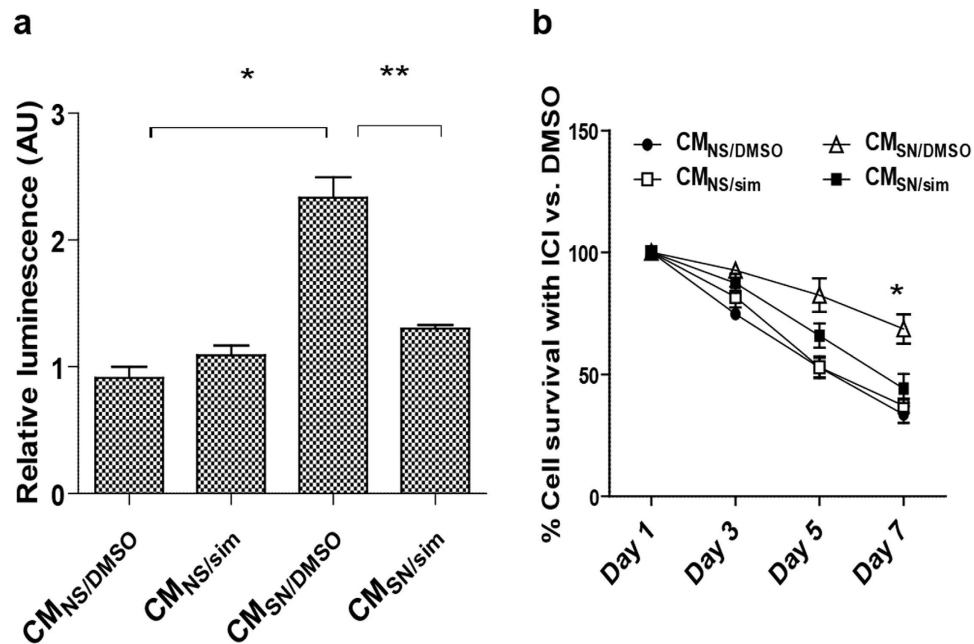 a
* **
Relative luminescence (AU)
3
2
1
0
CMNS/DMSO
CMNS/sim
CMSN/DMSO
CMSN/sim
b
% Cell survival with ICI vs. DMSO
150
100
50
0
CMNS/DMSO CMSN/DMSO
CMNS/sim CMSN/sim
*
Day 1
Day 3
Day 5
Day 7